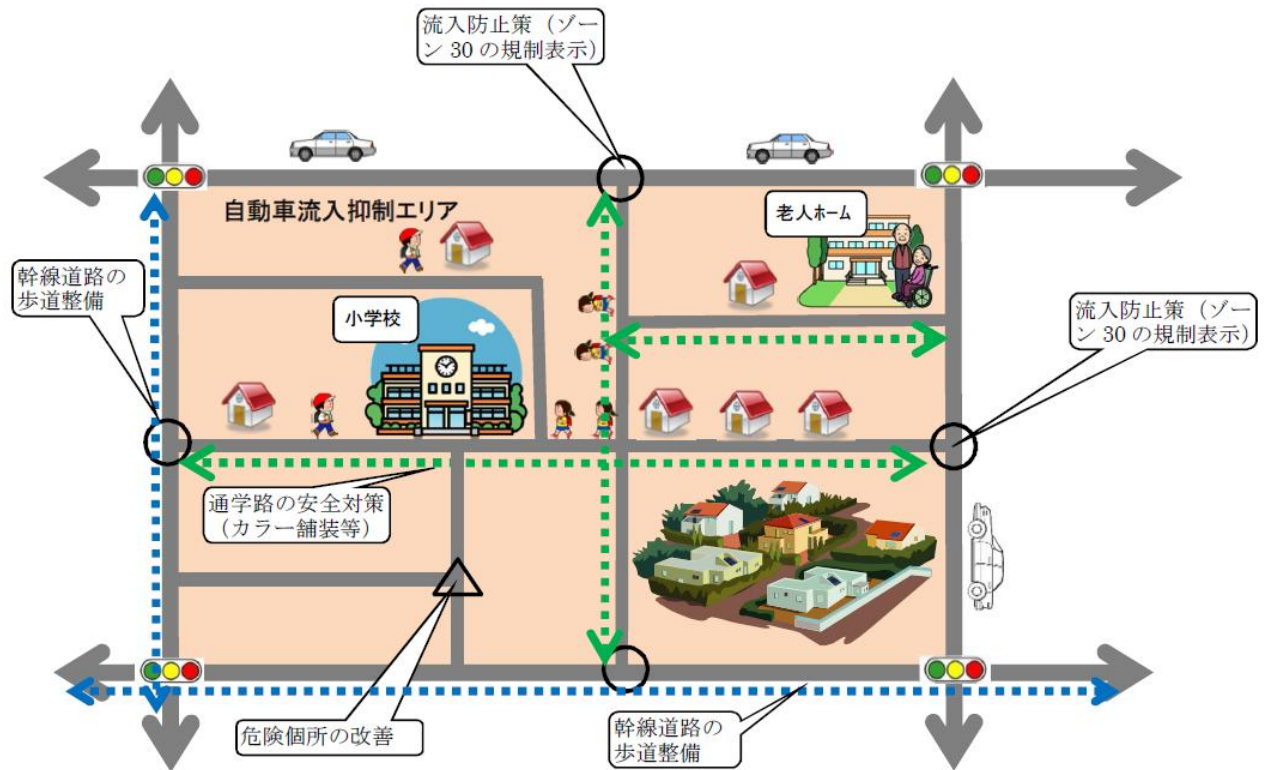 流入防止策（ゾー
ン 30 の規制表示）
自動車流入抑制エリア
老人ホーム
幹線道路の
歩道整備
小学校
流入防止策（ゾー
ン 30 の規制表示）
通学路の安全対策
（カラー舗装等）
危険個所の改善
幹線道路の
歩道整備